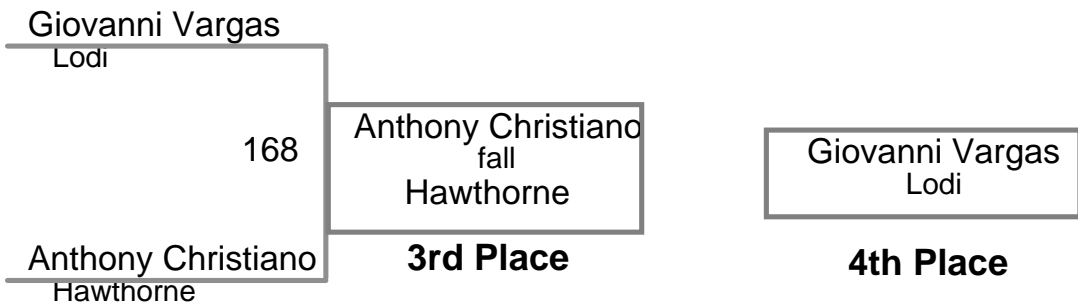 Giovanni Vargas
Lodi
168
Anthony Christiano
Hawthorne
Anthony Christiano
fall
Hawthorne
3rd Place
Giovanni Vargas
Lodi
4th Place